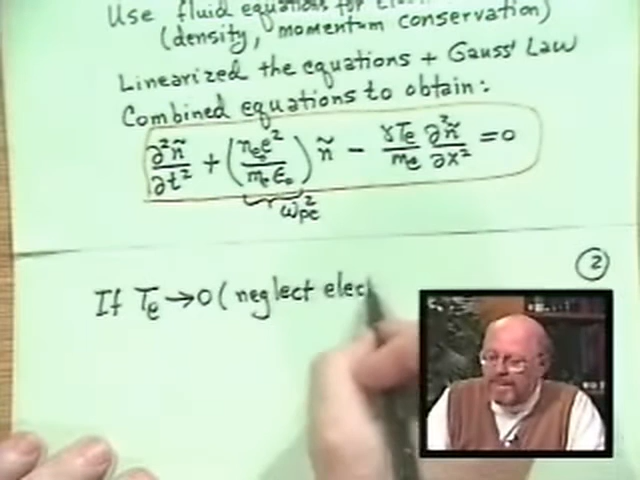 Use fluid equations for
(density, momentum conservation)
Linearized the equations + Gauss' Law
Combined equations to obtain:
∂²ñ/∂t² + (n₀e²/mₑε₀) ñ − γTₑ/mₑ ∂²ñ/∂x² = 0
ωpe²
2
If Tₑ → 0 (neglect elec